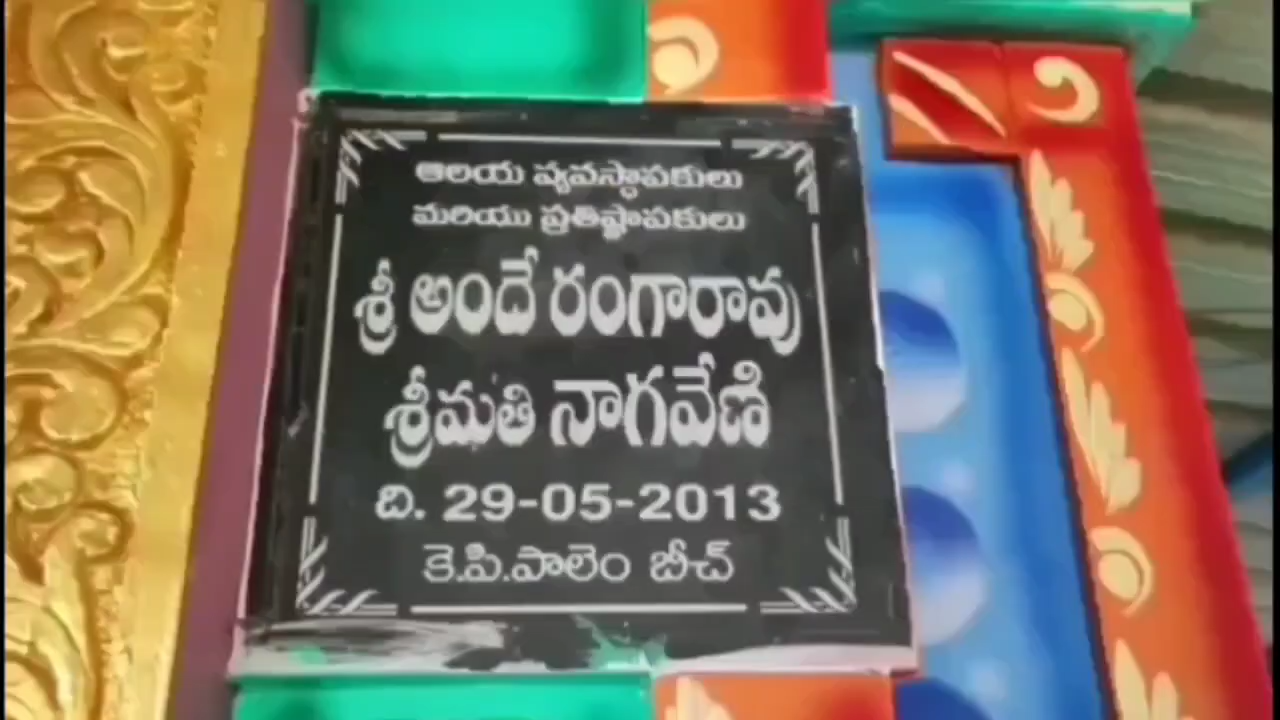 ఆలయ వ్యవస్థాపకులు
మరియు ప్రతిష్టాపకులు
శ్రీ అందే రంగారావు
శ్రీమతి నాగవేణి
ది. 29-05-2013
కె.పి.పాలెం బీచ్